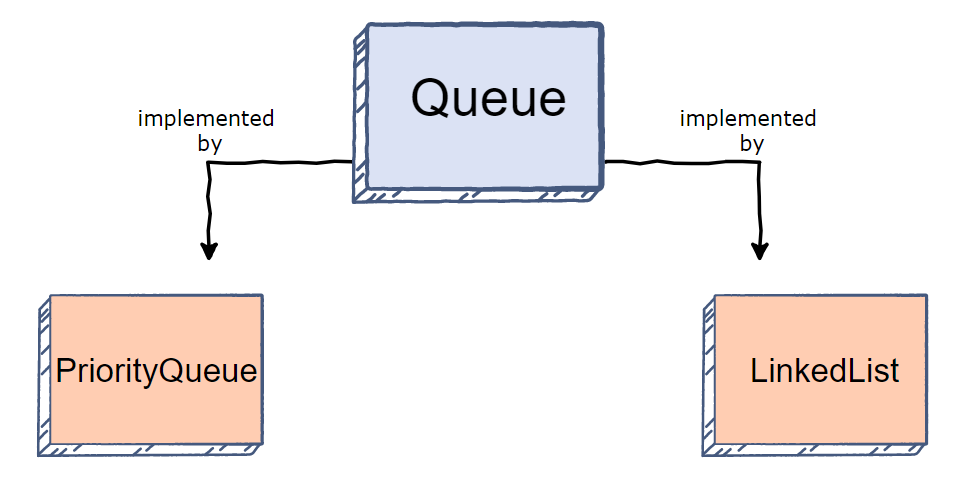 Queue
implemented
by
implemented
by
PriorityQueue
LinkedList